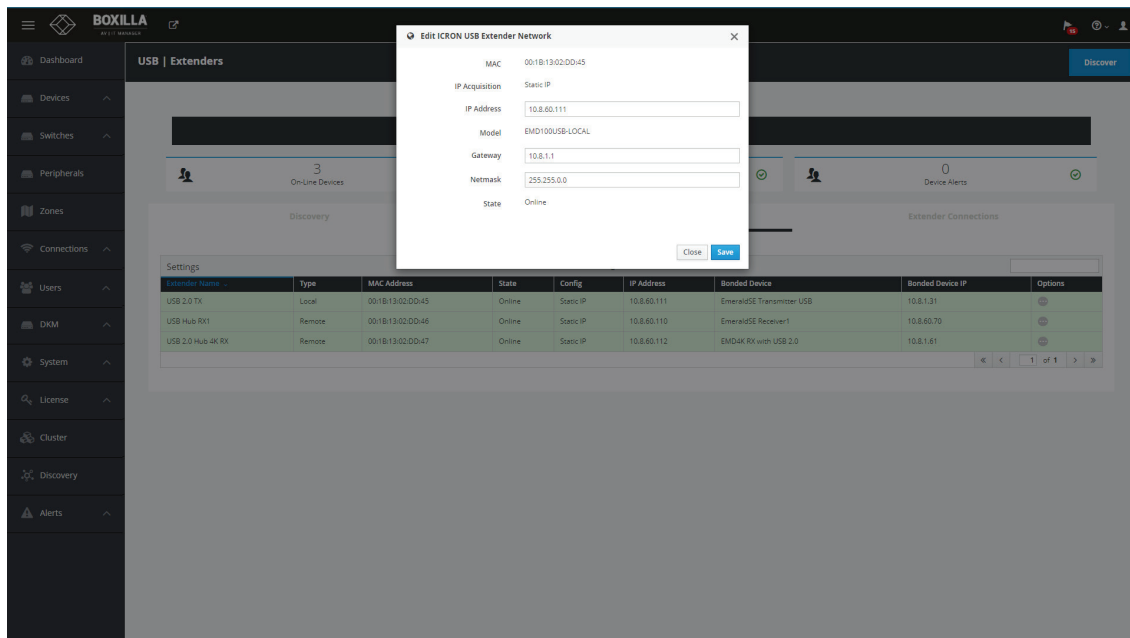 BOXILLA
15
Edit ICRON USB Extender Network
Dashboard
USB | Extenders
Discover
MAC 00:1B:13:02:DD:45
IP Acquisition Static IP
IP Address 10.8.60.111
Model EMD100USB-LOCAL
Gateway 10.8.1.1
Netmask 255.255.0.0
State Online
Close Save
Devices
Switches
Peripherals
Zones
Connections
Users
DKM
System
License
Cluster
Discovery
Alerts
3
On-Line Devices
0
Device Alerts
Discovery
Extender Connections
Settings
Extender Name Type MAC Address State Config IP Address Bonded Device Bonded Device IP Options
USB 2.0 TX Local 00:1B:13:02:DD:45 Online Static IP 10.8.60.111 EmeraldSE Transmitter USB 10.8.1.31
USB Hub RX1 Remote 00:1B:13:02:DD:46 Online Static IP 10.8.60.110 EmeraldSE Receiver1 10.8.60.70
USB 2.0 Hub 4K RX Remote 00:1B:13:02:DD:47 Online Static IP 10.8.60.112 EMD4K RX with USB 2.0 10.8.1.61
1 of 1